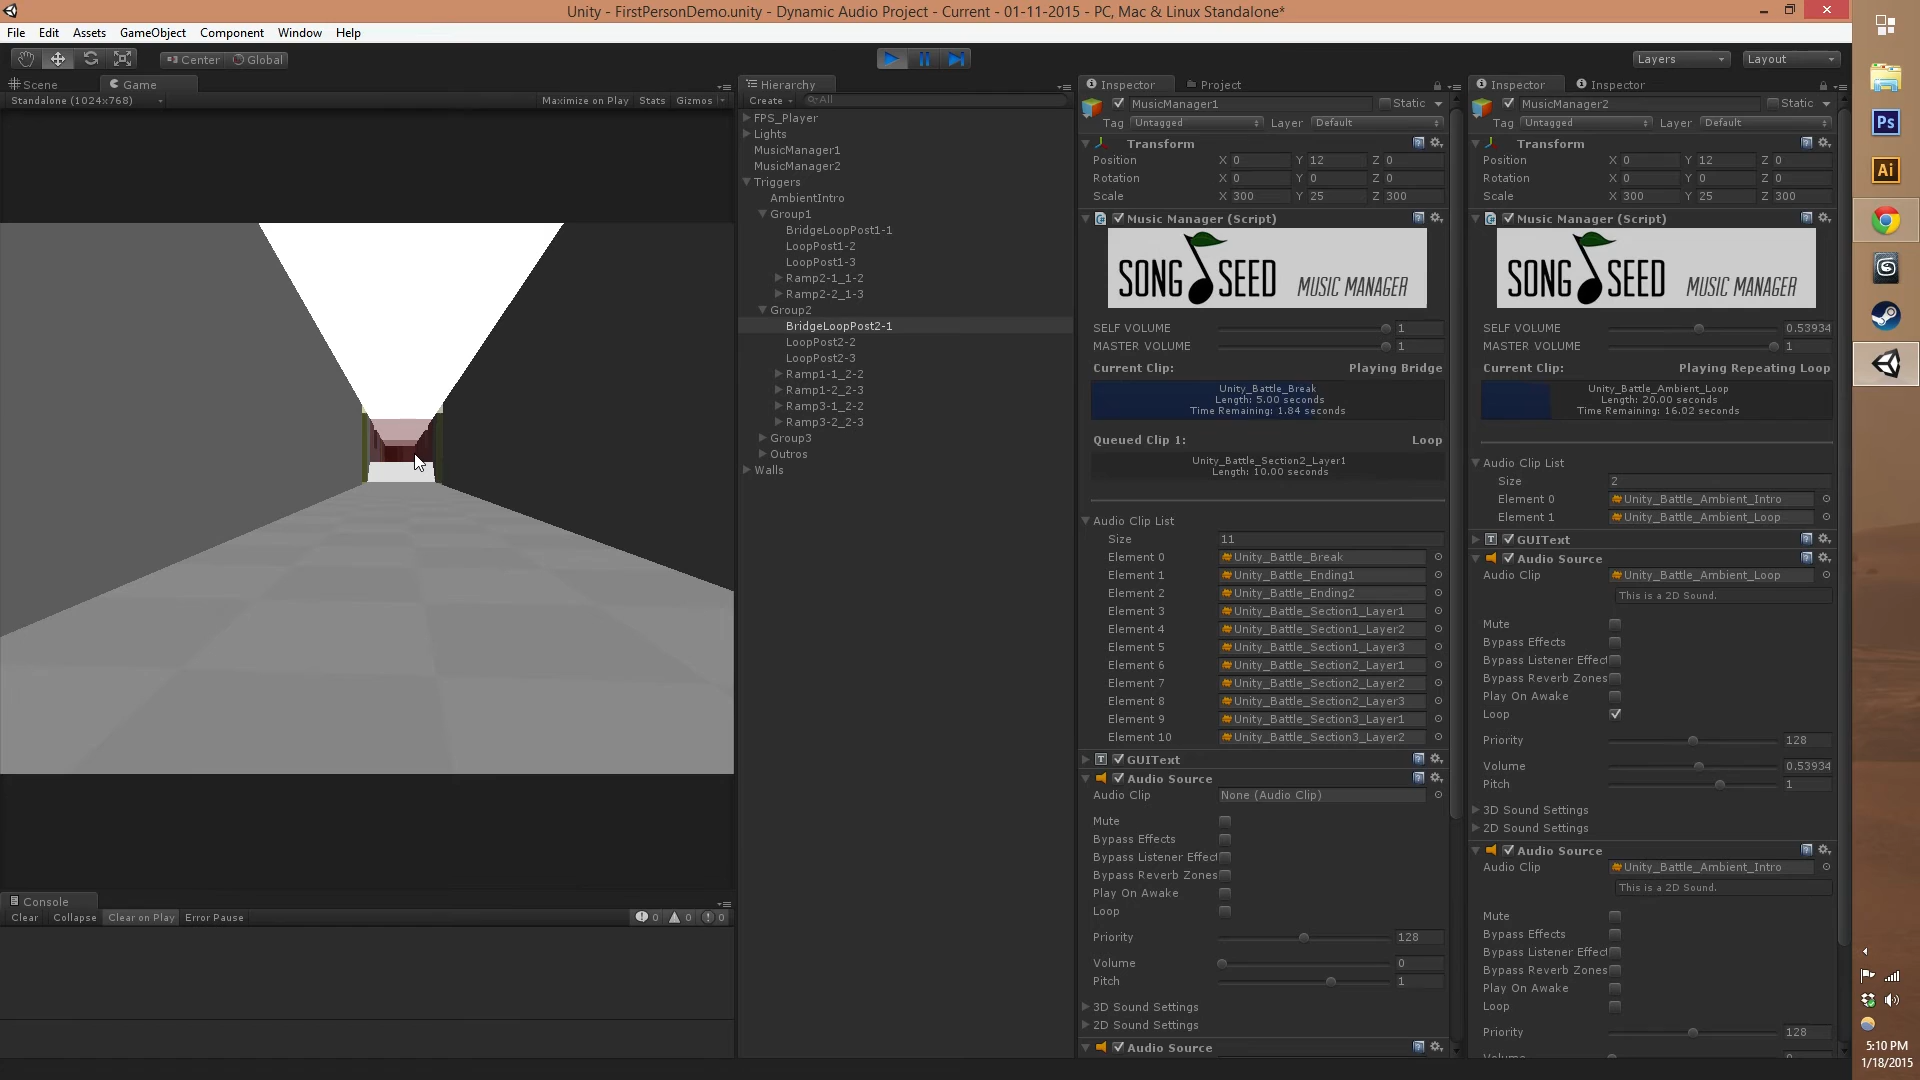 Unity - FirstPersonDemo.unity - Dynamic Audio Project - Current - 01-11-2015 - PC, Mac & Linux Standalone*
File Edit Assets GameObject Component Window Help
Center Global
Layers Layout
Scene Game
Standalone (1024x768) Maximize on Play Stats Gizmos
Hierarchy
Create All
FPS_Player
Lights
MusicManager1
MusicManager2
Triggers
AmbientIntro
Group1
BridgeLoopPost1-1
LoopPost1-2
LoopPost1-3
Ramp2-1_1-2
Ramp2-2_1-3
Group2
BridgeLoopPost2-1
LoopPost2-2
LoopPost2-3
Ramp1-1_2-2
Ramp1-2_2-3
Ramp3-1_2-2
Ramp3-2_2-3
Group3
Outros
Walls
Console
Clear Collapse Clear on Play Error Pause 0 0 0
Inspector Project
MusicManager1 Static
Tag Untagged Layer Default
Transform
Position X 0 Y 12 Z 0
Rotation X 0 Y 0 Z 0
Scale X 300 Y 25 Z 300
Music Manager (Script)
SONG SEED MUSIC MANAGER
SELF VOLUME 1
MASTER VOLUME 1
Current Clip: Playing Bridge
Unity_Battle_Break
Length: 5.00 seconds
Time Remaining: 1.84 seconds
Queued Clip 1: Loop
Unity_Battle_Section2_Layer1
Length: 10.00 seconds
Audio Clip List
Size 11
Element 0 Unity_Battle_Break
Element 1 Unity_Battle_Ending1
Element 2 Unity_Battle_Ending2
Element 3 Unity_Battle_Section1_Layer1
Element 4 Unity_Battle_Section1_Layer2
Element 5 Unity_Battle_Section1_Layer3
Element 6 Unity_Battle_Section2_Layer1
Element 7 Unity_Battle_Section2_Layer2
Element 8 Unity_Battle_Section2_Layer3
Element 9 Unity_Battle_Section3_Layer1
Element 10 Unity_Battle_Section3_Layer2
GUIText
Audio Source
Audio Clip None (Audio Clip)
Mute
Bypass Effects
Bypass Listener Effect
Bypass Reverb Zones
Play On Awake
Loop
Priority 128
Volume 0
Pitch 1
3D Sound Settings
2D Sound Settings
Audio Source
Inspector Inspector
MusicManager2 Static
Tag Untagged Layer Default
Transform
Position X 0 Y 12 Z 0
Rotation X 0 Y 0 Z 0
Scale X 300 Y 25 Z 300
Music Manager (Script)
SONG SEED MUSIC MANAGER
SELF VOLUME 0.53934
MASTER VOLUME 1
Current Clip: Playing Repeating Loop
Unity_Battle_Ambient_Loop
Length: 20.00 seconds
Time Remaining: 16.02 seconds
Audio Clip List
Size 2
Element 0 Unity_Battle_Ambient_Intro
Element 1 Unity_Battle_Ambient_Loop
GUIText
Audio Source
Audio Clip Unity_Battle_Ambient_Loop
This is a 2D Sound.
Mute
Bypass Effects
Bypass Listener Effect
Bypass Reverb Zones
Play On Awake
Loop
Priority 128
Volume 0.53934
Pitch 1
3D Sound Settings
2D Sound Settings
Audio Source
Audio Clip Unity_Battle_Ambient_Intro
This is a 2D Sound.
Mute
Bypass Effects
Bypass Listener Effect
Bypass Reverb Zones
Play On Awake
Loop
Priority 128
Ps
Ai
5:10 PM
1/18/2015